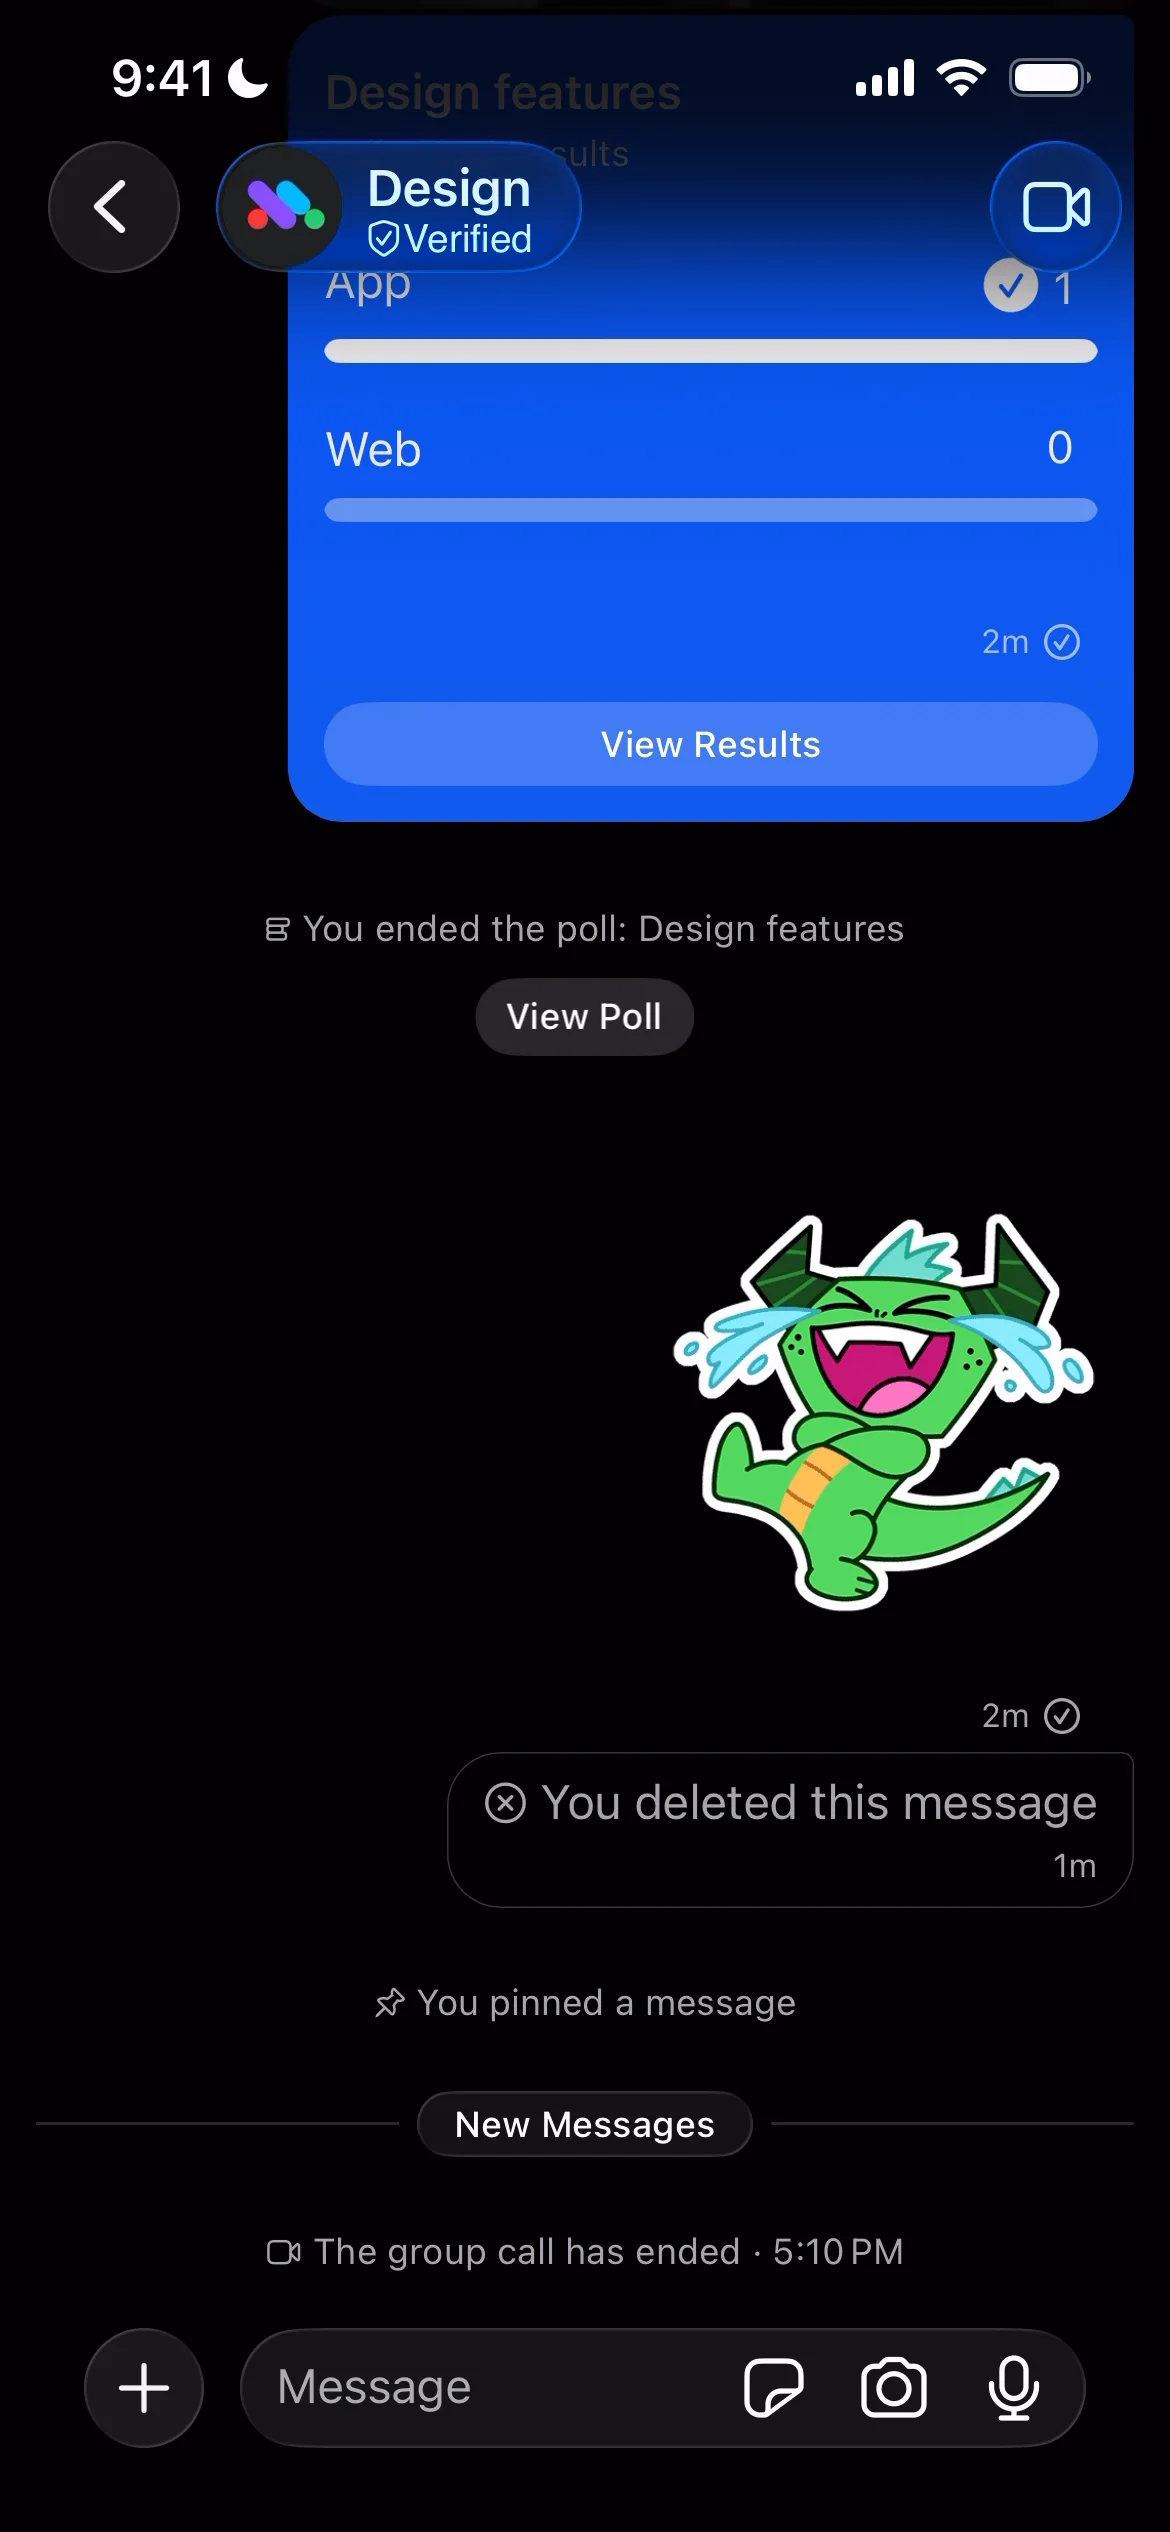 9:41
Design features
Design
Verified
App
1
Web
0
2m
View Results
You ended the poll: Design features
View Poll
2m
You deleted this message
1m
You pinned a message
New Messages
The group call has ended · 5:10 PM
Message